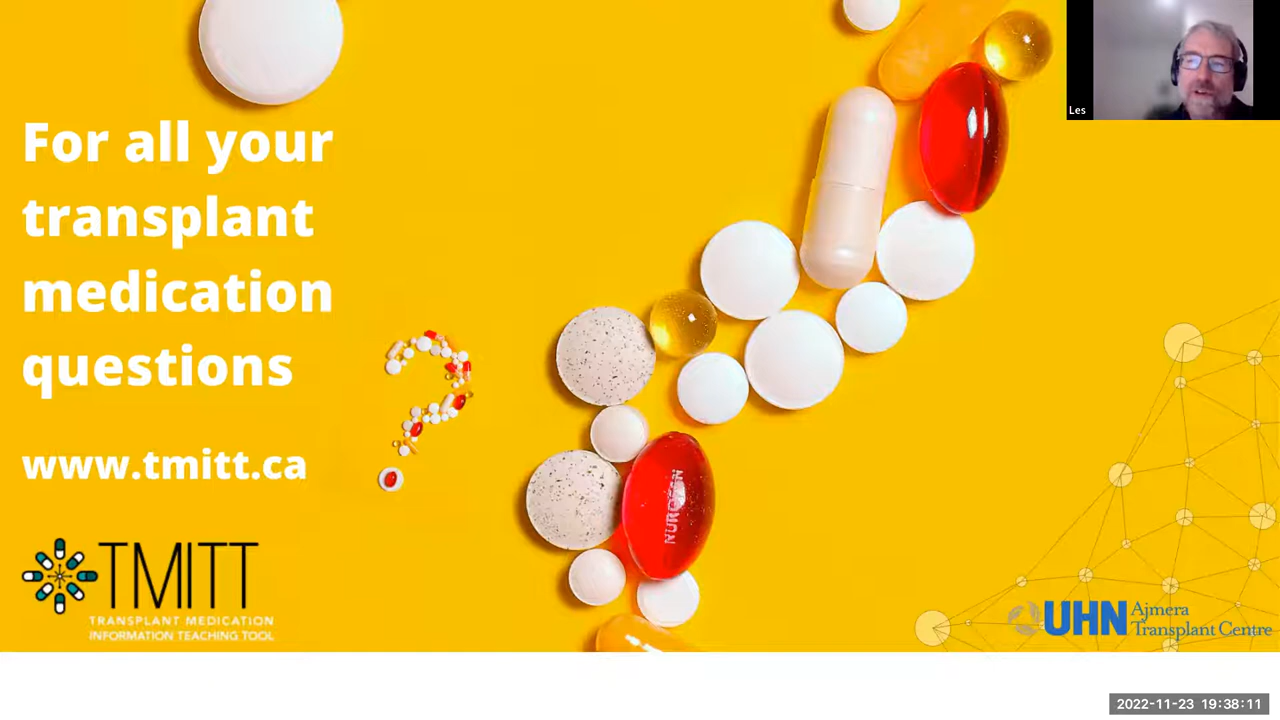 For all your
transplant
medication
questions
www.tmitt.ca
TMITT
TRANSPLANT MEDICATION
INFORMATION TEACHING TOOL
NUROFEN
UHN
Ajmera
Transplant Centre
Les
2022-11-23 19:38:11